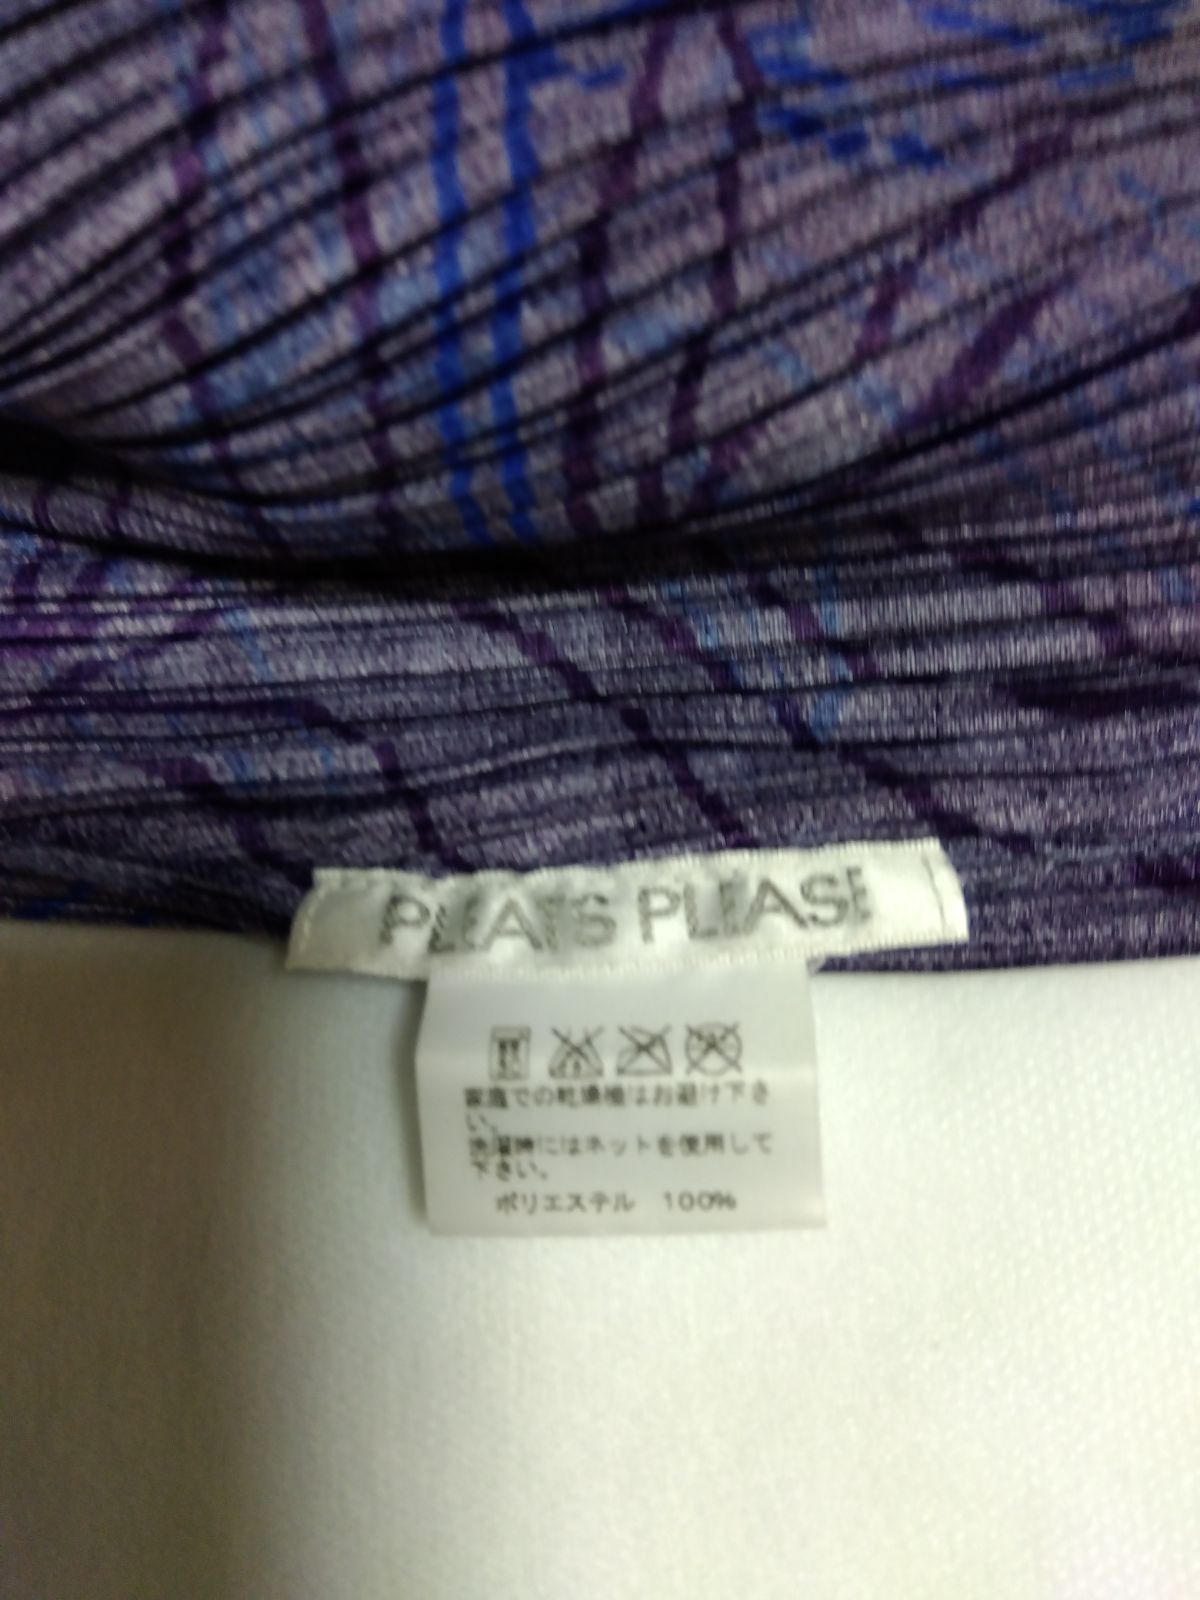 PLEATS PLEASE
家庭での乾燥機はお避け下さ
い。
洗濯時にはネットを使用して
下さい。
ポリエステル 100%